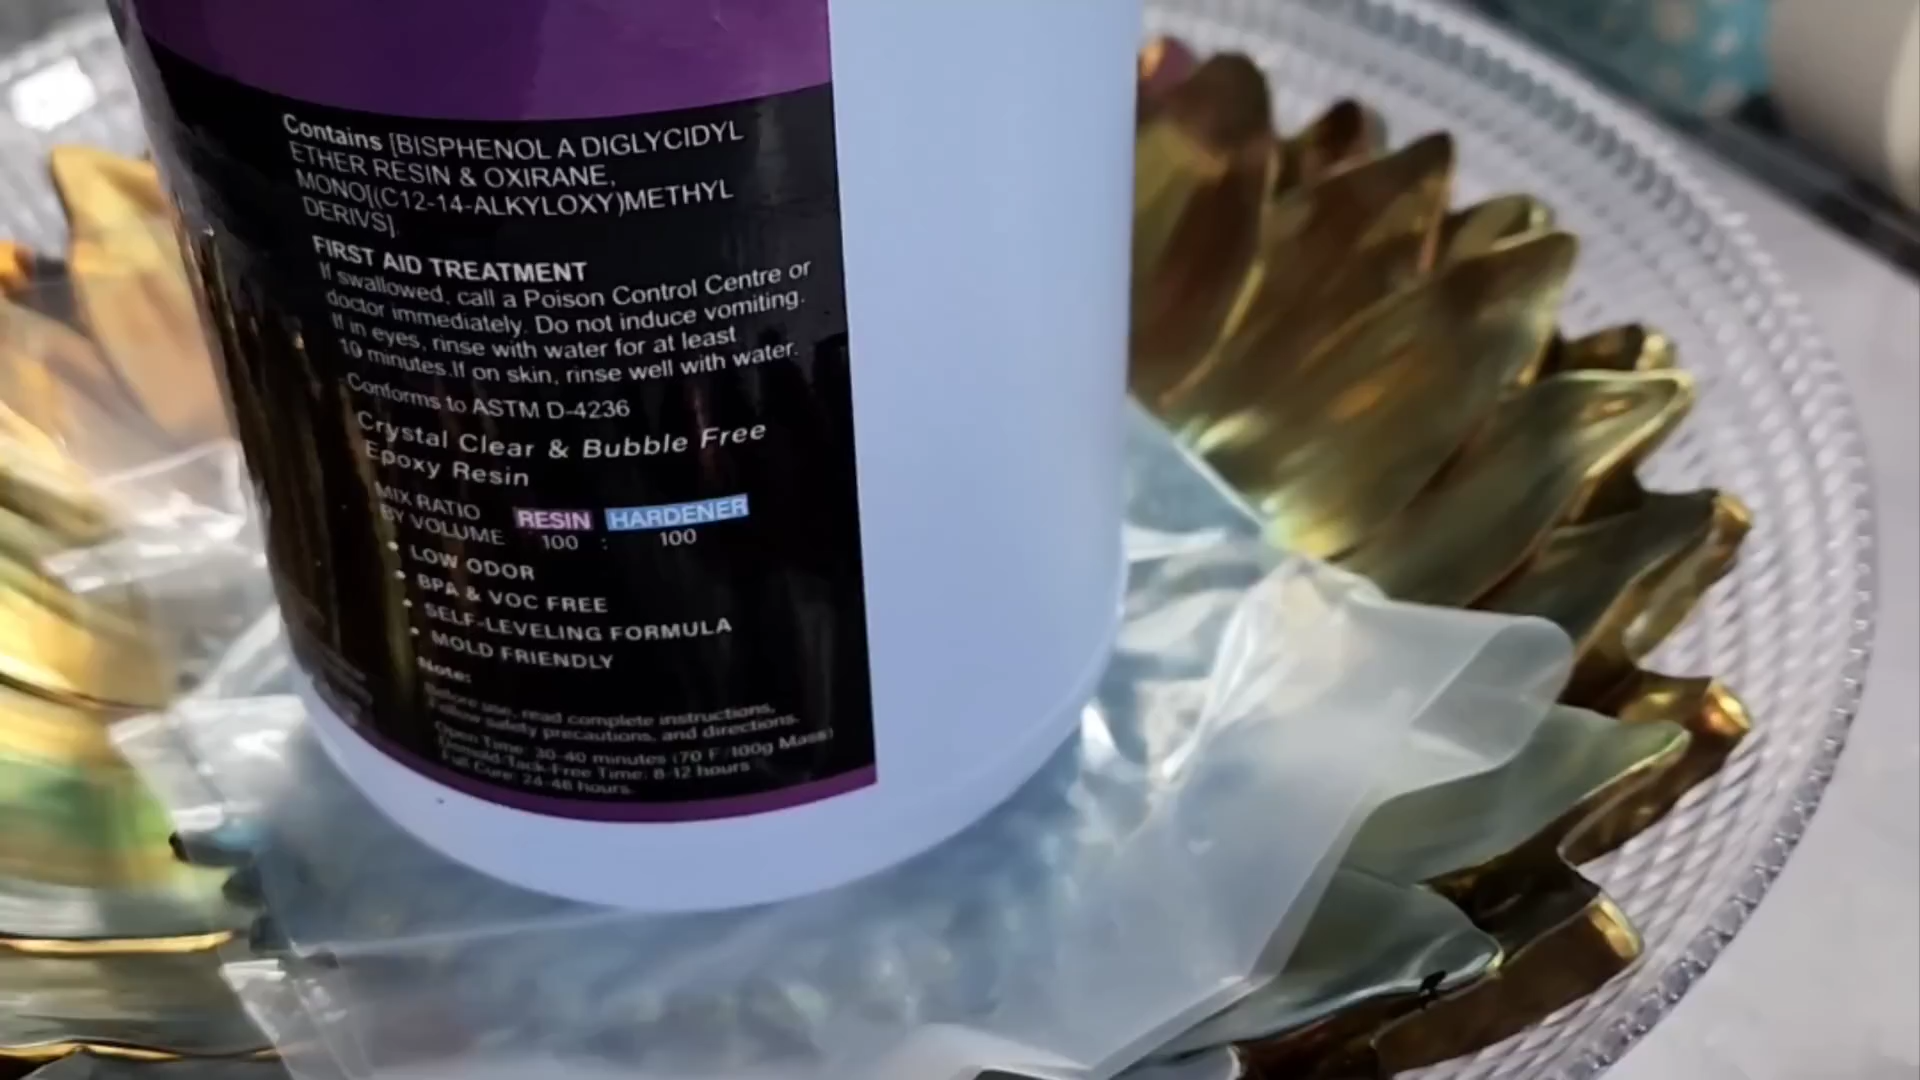 Contains [BISPHENOL A DIGLYCIDYL
ETHER RESIN & OXIRANE,
MONO[(C12-14-ALKYLOXY)METHYL
DERIVS]
FIRST AID TREATMENT
If swallowed, call a Poison Control Centre or
doctor immediately. Do not induce vomiting.
If in eyes, rinse with water for at least
10 minutes.If on skin, rinse well with water.
Conforms to ASTM D-4236
Crystal Clear & Bubble Free
Epoxy Resin
MIX RATIO
BY VOLUME
RESIN HARDENER
100 : 100
• LOW ODOR
• BPA & VOC FREE
• SELF-LEVELING FORMULA
• MOLD FRIENDLY
Note:
Before use, read complete instructions,
Follow safety precautions, and directions.
Open Time: 30-40 minutes (70 F/100g Mass)
Demold/Tack-Free Time: 8-12 hours
Full Cure: 24-48 hours.